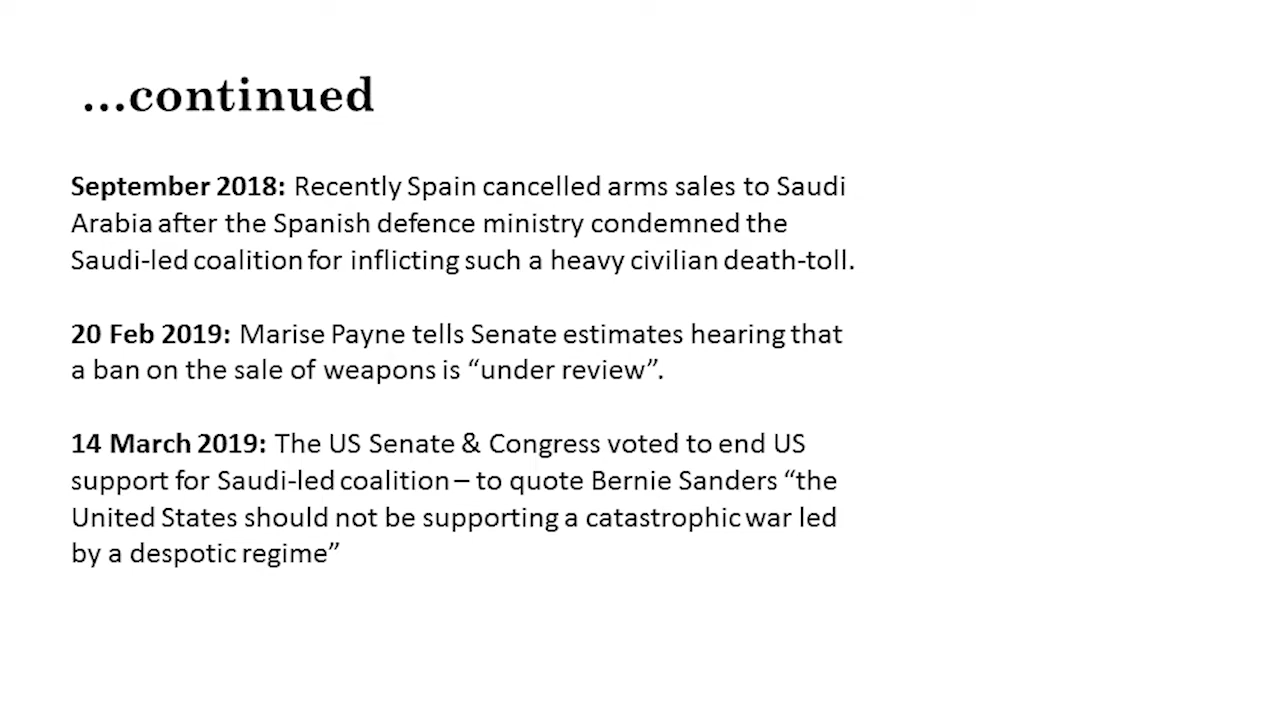 ...continued
September 2018: Recently Spain cancelled arms sales to Saudi
Arabia after the Spanish defence ministry condemned the
Saudi-led coalition for inflicting such a heavy civilian death-toll.
20 Feb 2019: Marise Payne tells Senate estimates hearing that
a ban on the sale of weapons is “under review”.
14 March 2019: The US Senate & Congress voted to end US
support for Saudi-led coalition – to quote Bernie Sanders “the
United States should not be supporting a catastrophic war led
by a despotic regime”